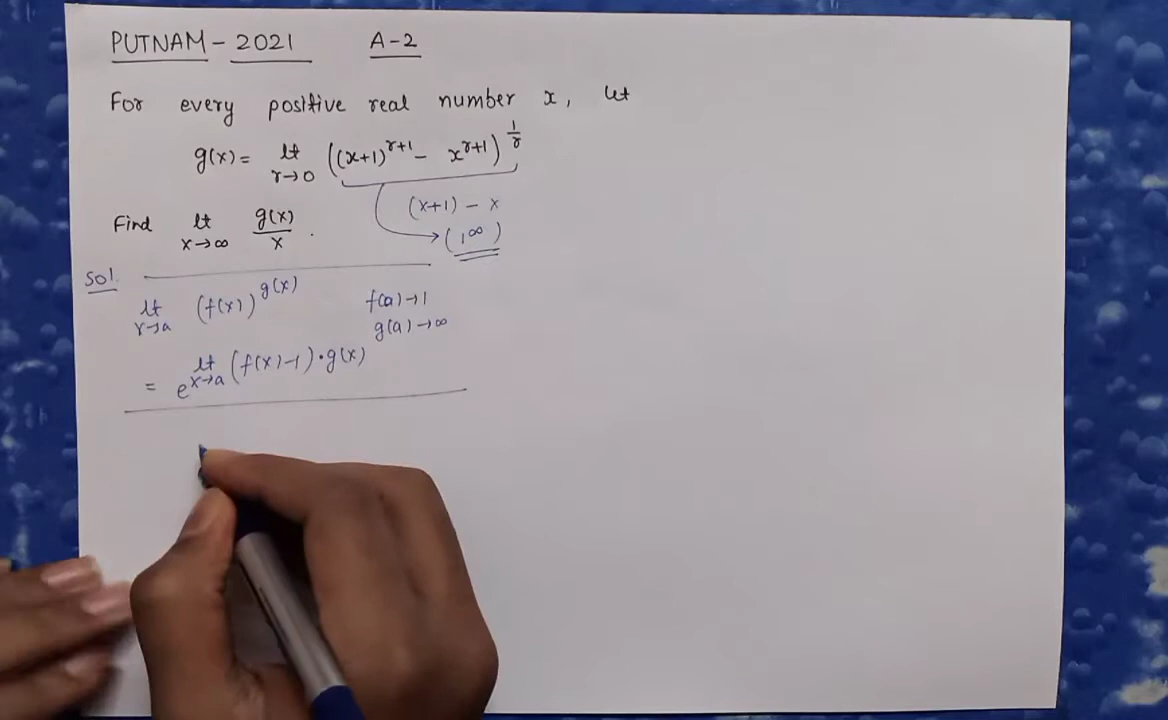 PUTNAM - 2021 A-2
For every positive real number x, let
g(x) = lt r→0 ((x+1)^{r+1} - x^{r+1})^{1/r}
(x+1) - x
Find lt x→∞ g(x)/x .
(1^∞)
Sol.
lt x→a (f(x))^{g(x)} f(a)→1
g(a)→∞
= e^{lt x→a (f(x)-1)·g(x)}